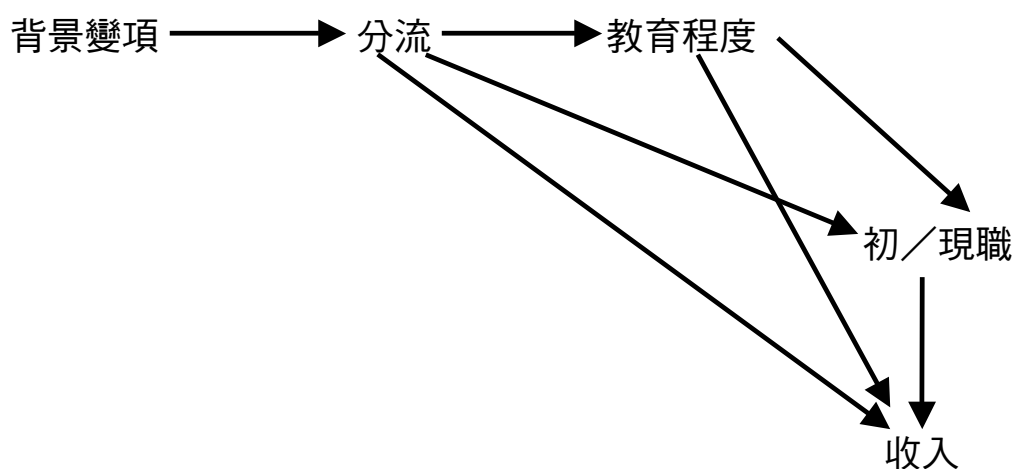 背景變項
分流
教育程度
初／現職
收入